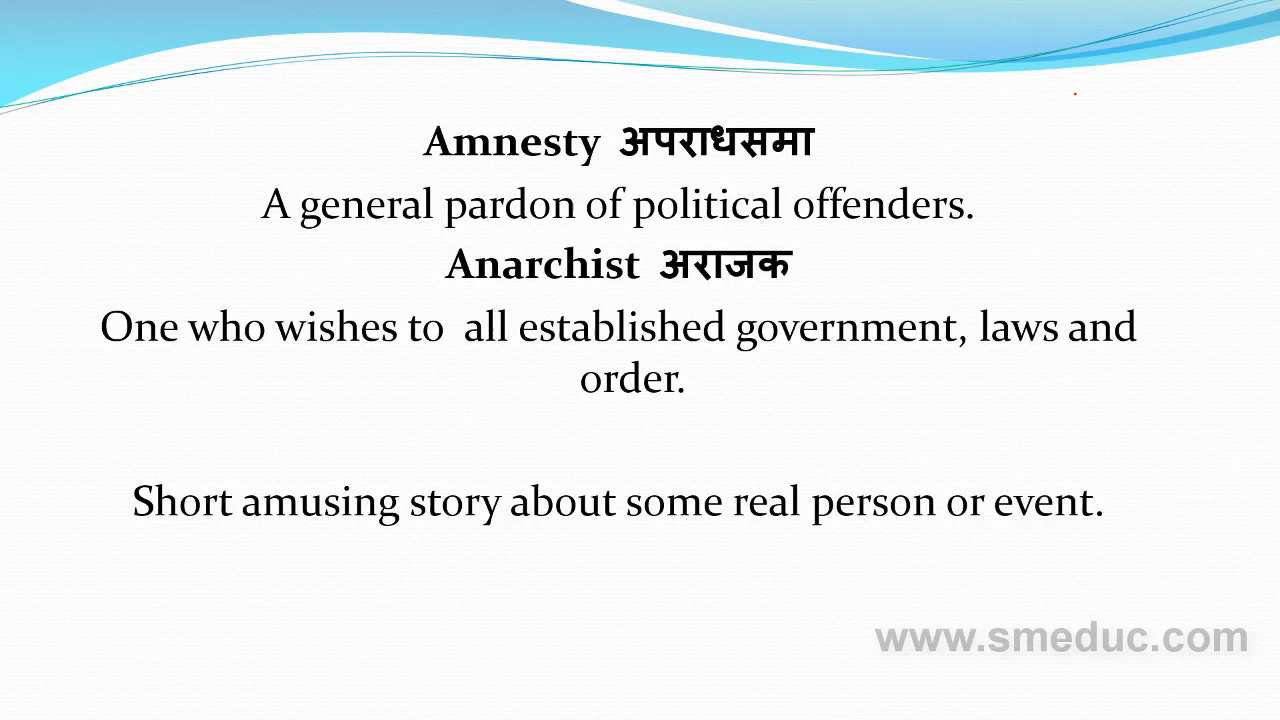 Amnesty अपराधसमा
A general pardon of political offenders.
Anarchist अराजक
One who wishes to  all established government, laws and
order.
Short amusing story about some real person or event.
www.smeduc.com